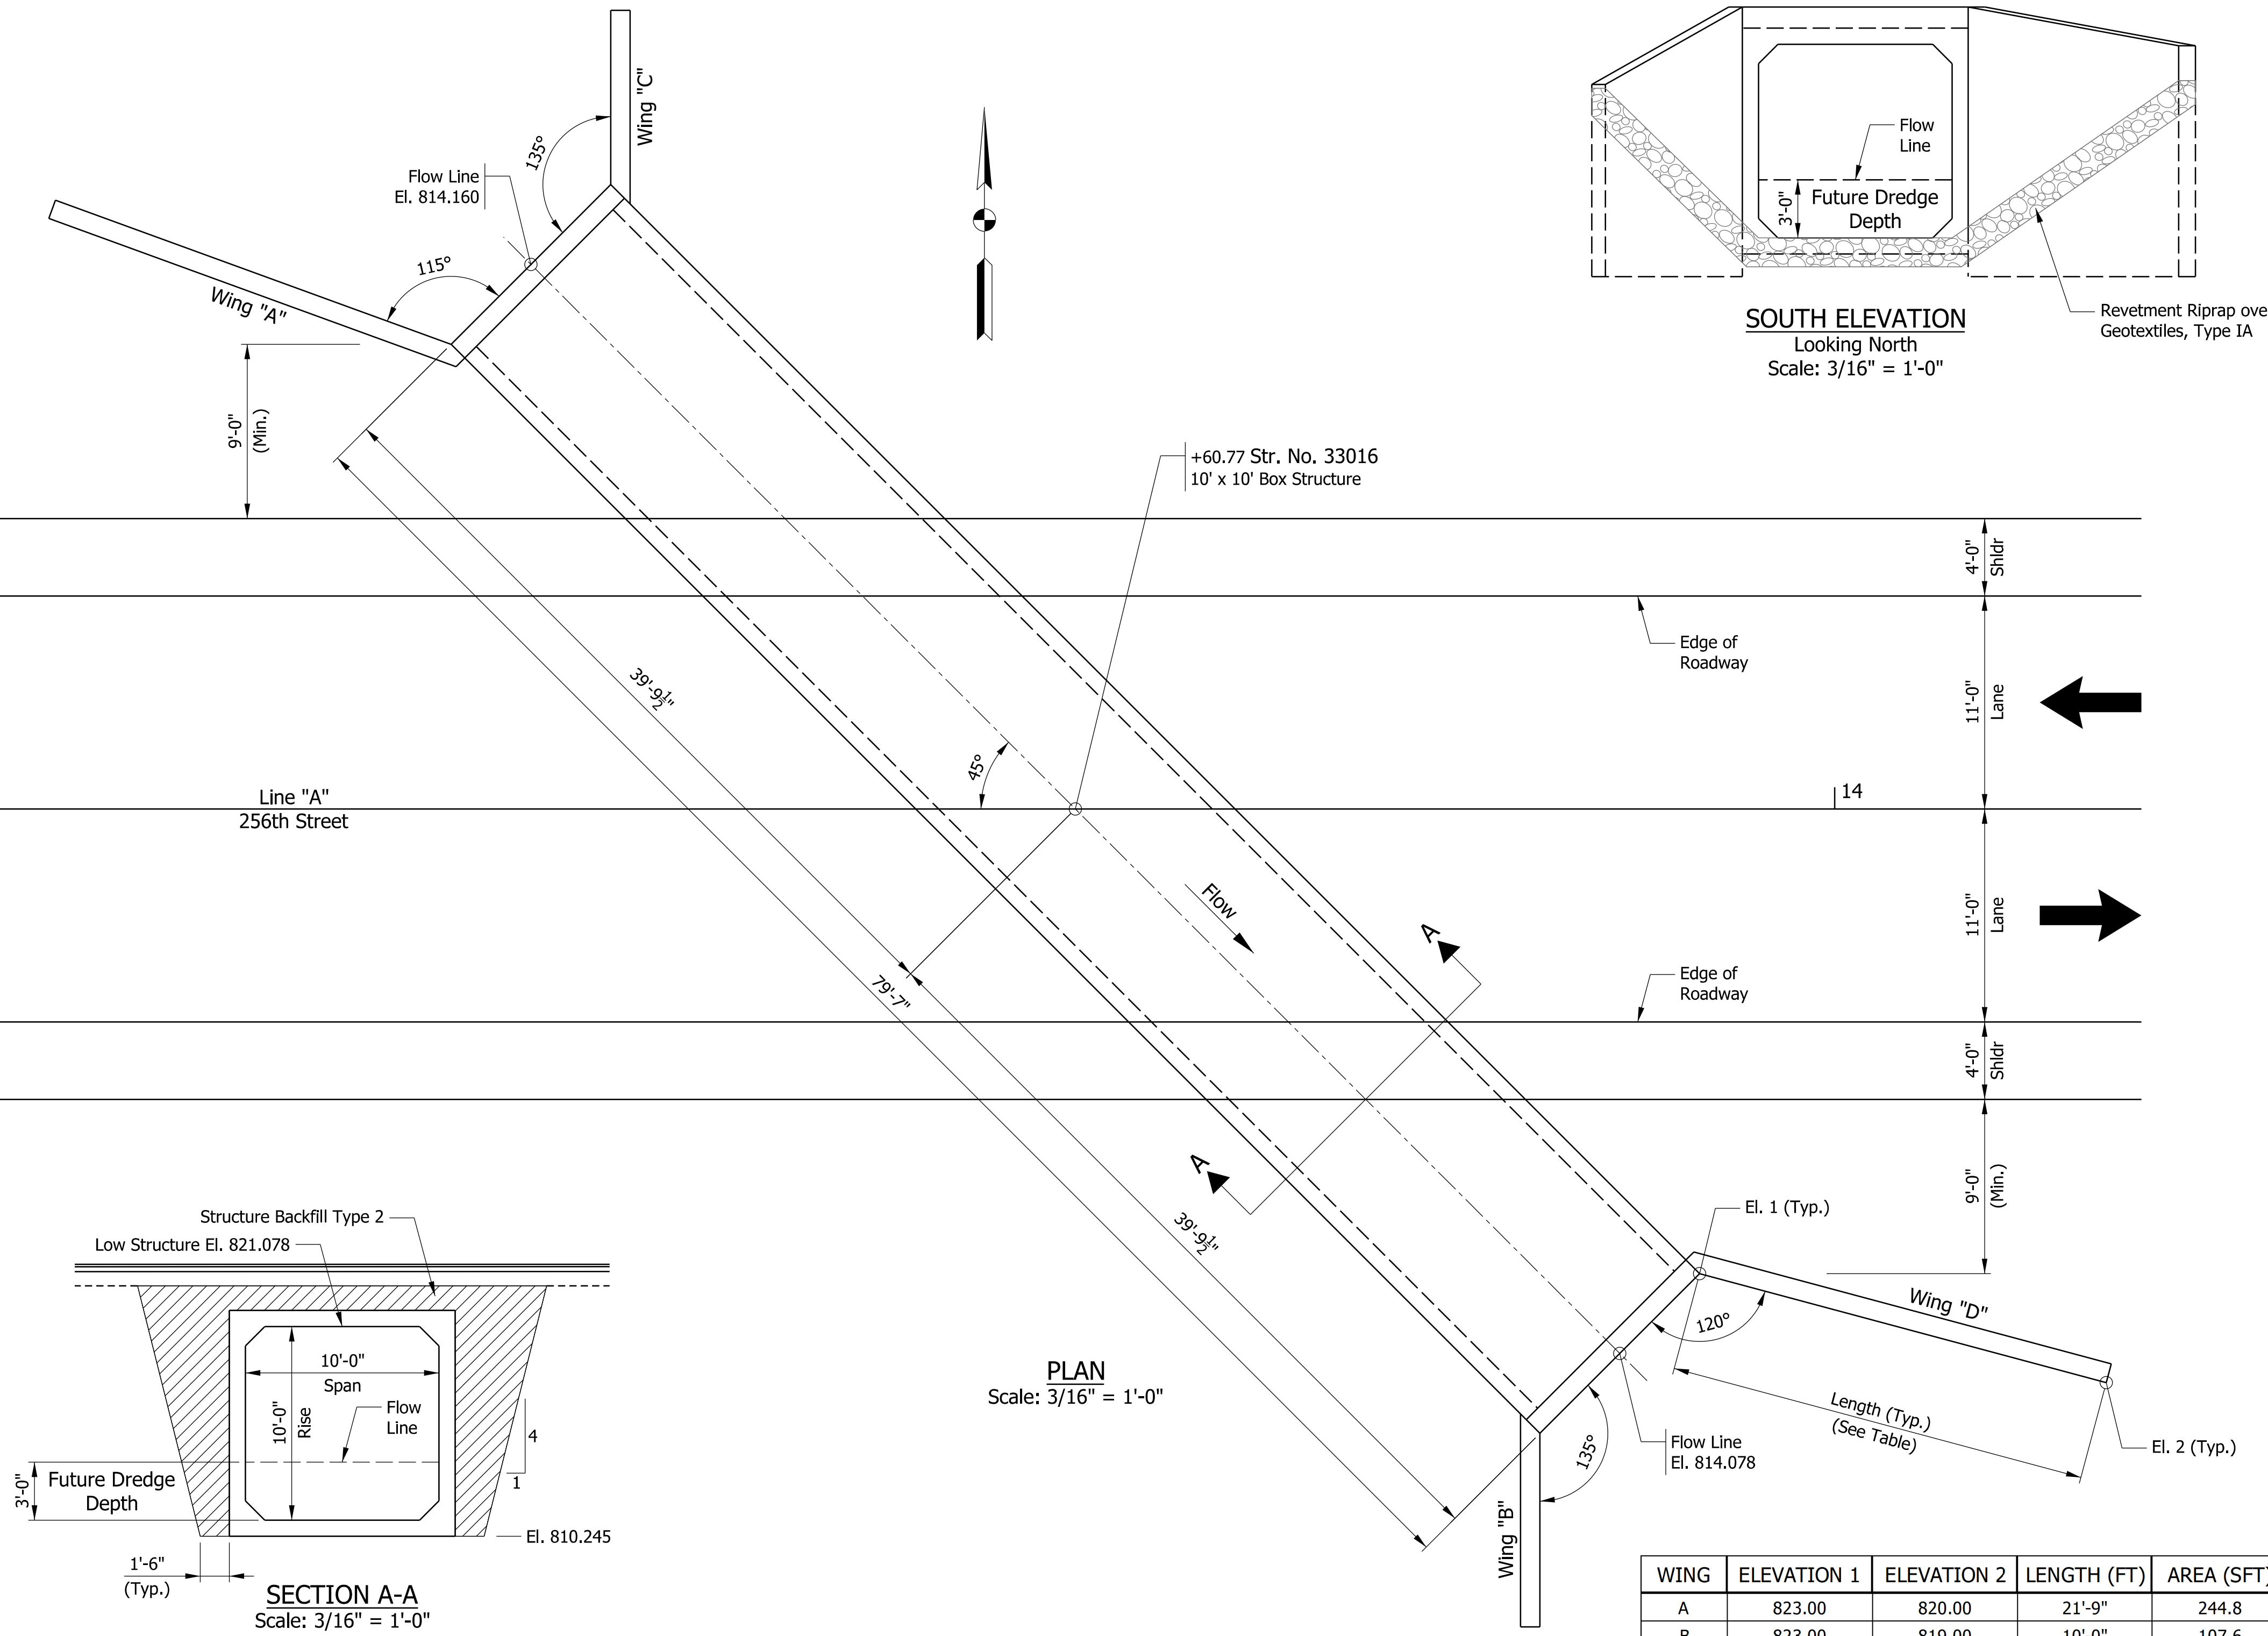 Wing "C"
135°
Flow Line
El. 814.160
115°
Wing "A"
9'-0"
(Min.)
Flow
Line
3'-0"
Future Dredge
Depth
SOUTH ELEVATION
Looking North
Scale: 3/16" = 1'-0"
Revetment Riprap ove
Geotextiles, Type IA
+60.77 Str. No. 33016
10' x 10' Box Structure
4'-0"
Shldr
Edge of
Roadway
11'-0"
Lane
39'-9½"
45°
Line "A"
256th Street
14
Flow
A
11'-0"
Lane
79'-7"
Edge of
Roadway
4'-0"
Shldr
A
39'-9½"
9'-0"
(Min.)
El. 1 (Typ.)
Wing "D"
120°
Length (Typ.)
(See Table)
El. 2 (Typ.)
Flow Line
El. 814.078
135°
Wing "B"
PLAN
Scale: 3/16" = 1'-0"
Structure Backfill Type 2
Low Structure El. 821.078
10'-0"
Span
10'-0"
Rise
Flow
Line
4
1
3'-0"
Future Dredge
Depth
El. 810.245
1'-6"
(Typ.)
SECTION A-A
Scale: 3/16" = 1'-0"
WING ELEVATION 1 ELEVATION 2 LENGTH (FT) AREA (SFT)
A 823.00 820.00 21'-9" 244.8
B 823.00 819.00 10'-0" 107.6